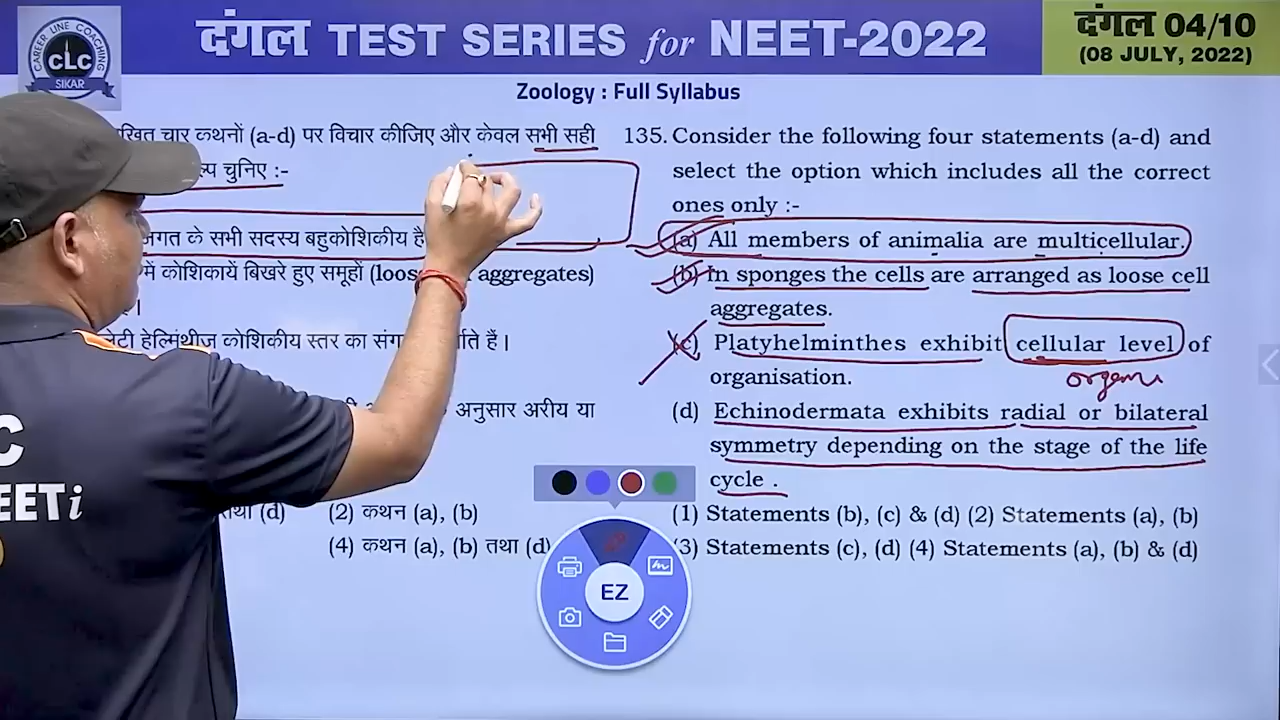 दंगल TEST SERIES for NEET-2022
दंगल 04/10
(08 JULY, 2022)
CAREER LINE COACHING
CLC
SIKAR
Zoology : Full Syllabus
चार कथनों (a-d) पर विचार कीजिए और केवल सभी सही
चुनिए :-
के सभी सदस्य बहुकोशिकीय
कोशिकायें बिखरे हुए समूहों aggregates)
कोशिकीय स्तर का हैं।
अनुसार अरीय या
(d) (2) कथन (a), (b)
(4) कथन (a), (b) तथा (d)
135. Consider the following four statements (a-d) and
select the option which includes all the correct
ones only :-
(a) All members of animalia are multicellular.
(b) In sponges the cells are arranged as loose cell
aggregates.
(c) Platyhelminthes exhibit cellular level of
organisation.
(d) Echinodermata exhibits radial or bilateral
symmetry depending on the stage of the life
cycle .
(1) Statements (b), (c) & (d) (2) Statements (a), (b)
(3) Statements (c), (d) (4) Statements (a), (b) & (d)
EZ
C
EETi